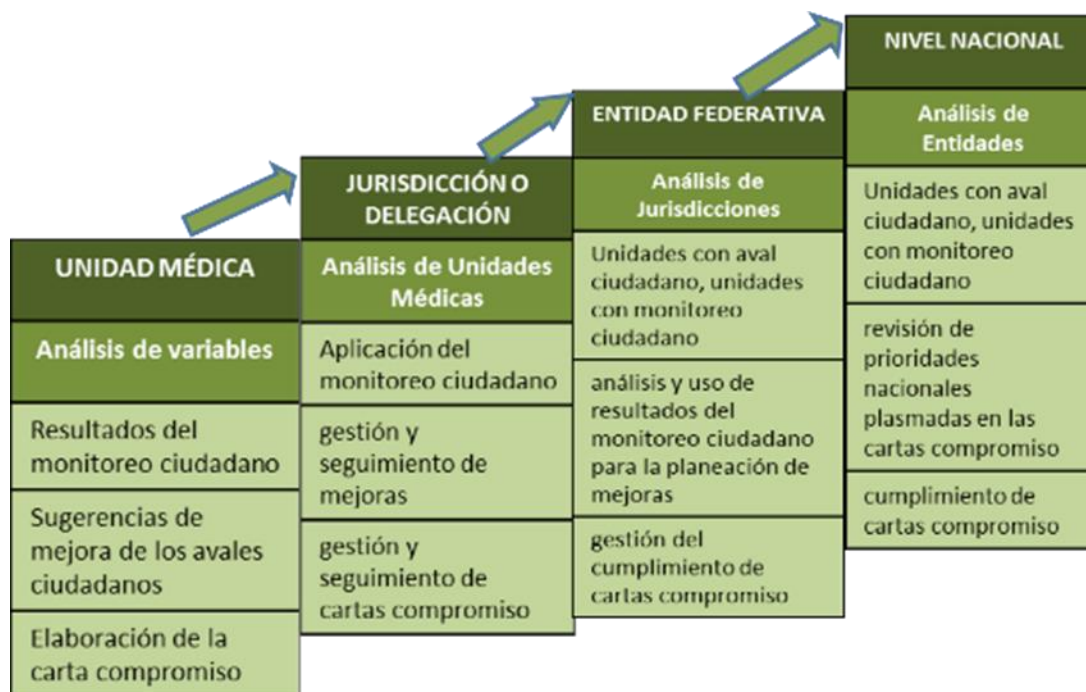 UNIDAD MÉDICA
Análisis de variables
Resultados del
monitoreo ciudadano
Sugerencias de
mejora de los avales
ciudadanos
Elaboración de la
carta compromiso
JURISDICCIÓN O
DELEGACIÓN
Análisis de Unidades
Médicas
Aplicación del
monitoreo ciudadano
gestión y
seguimiento de
mejoras
gestión y
seguimiento de
cartas compromiso
ENTIDAD FEDERATIVA
Análisis de
Jurisdicciones
Unidades con aval
ciudadano, unidades
con monitoreo
ciudadano
análisis y uso de
resultados del
monitoreo ciudadano
para la planeación de
mejoras
gestión del
cumplimiento de
cartas compromiso
NIVEL NACIONAL
Análisis de
Entidades
Unidades con aval
ciudadano, unidades
con monitoreo
ciudadano
revisión de
prioridades
nacionales
plasmadas en las
cartas compromiso
cumplimiento de
cartas compromiso